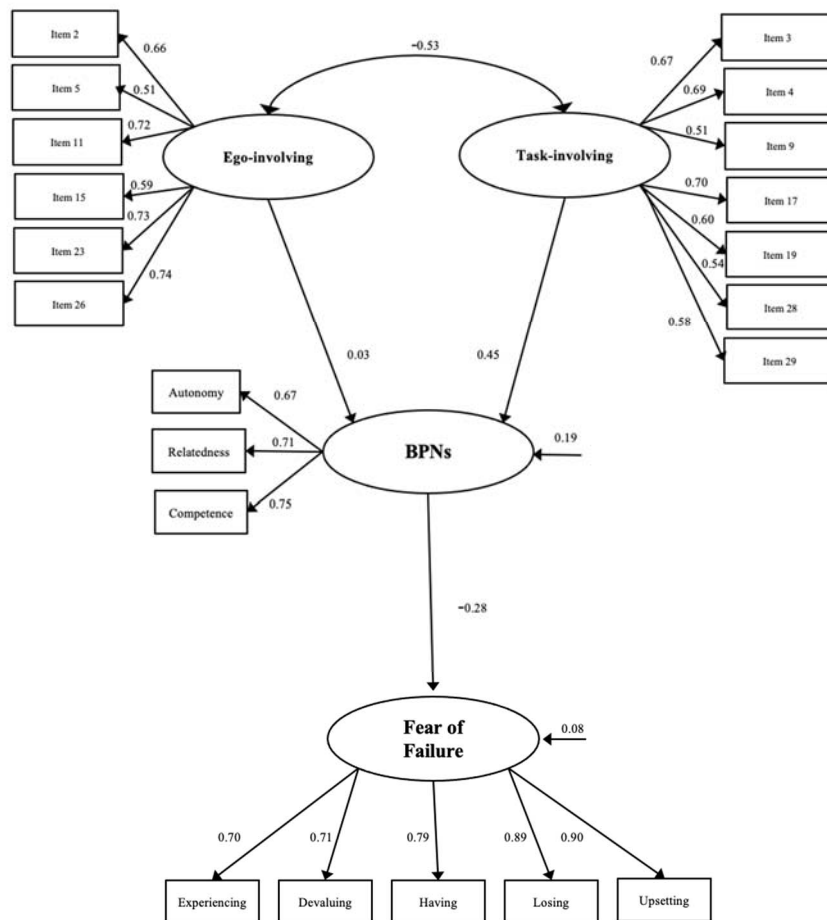 −0.53
Item 2
0.66
Item 5
0.51
Item 11
0.72
Item 15
0.59
Item 23
0.73
Item 26
0.74
Ego-involving
Task-involving
Item 3
0.67
Item 4
0.69
Item 9
0.51
Item 17
0.70
Item 19
0.60
Item 28
0.54
Item 29
0.58
0.03
0.45
Autonomy
0.67
Relatedness
0.71
Competence
0.75
BPNs
0.19
−0.28
Fear of
Failure
0.08
0.70
0.71
0.79
0.89
0.90
Experiencing
Devaluing
Having
Losing
Upsetting